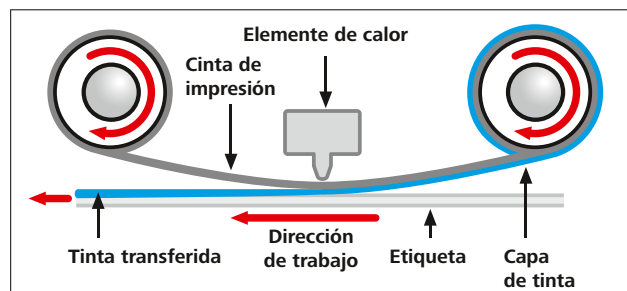 Elemente de calor
Cinta de
impresión
Tinta transferida
Dirección
de trabajo
Etiqueta
Capa
de tinta